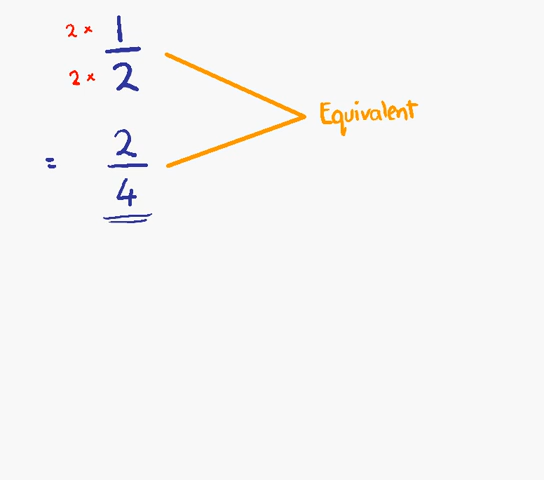 2 × 1
2 × 2
Equivalent
= 2
4